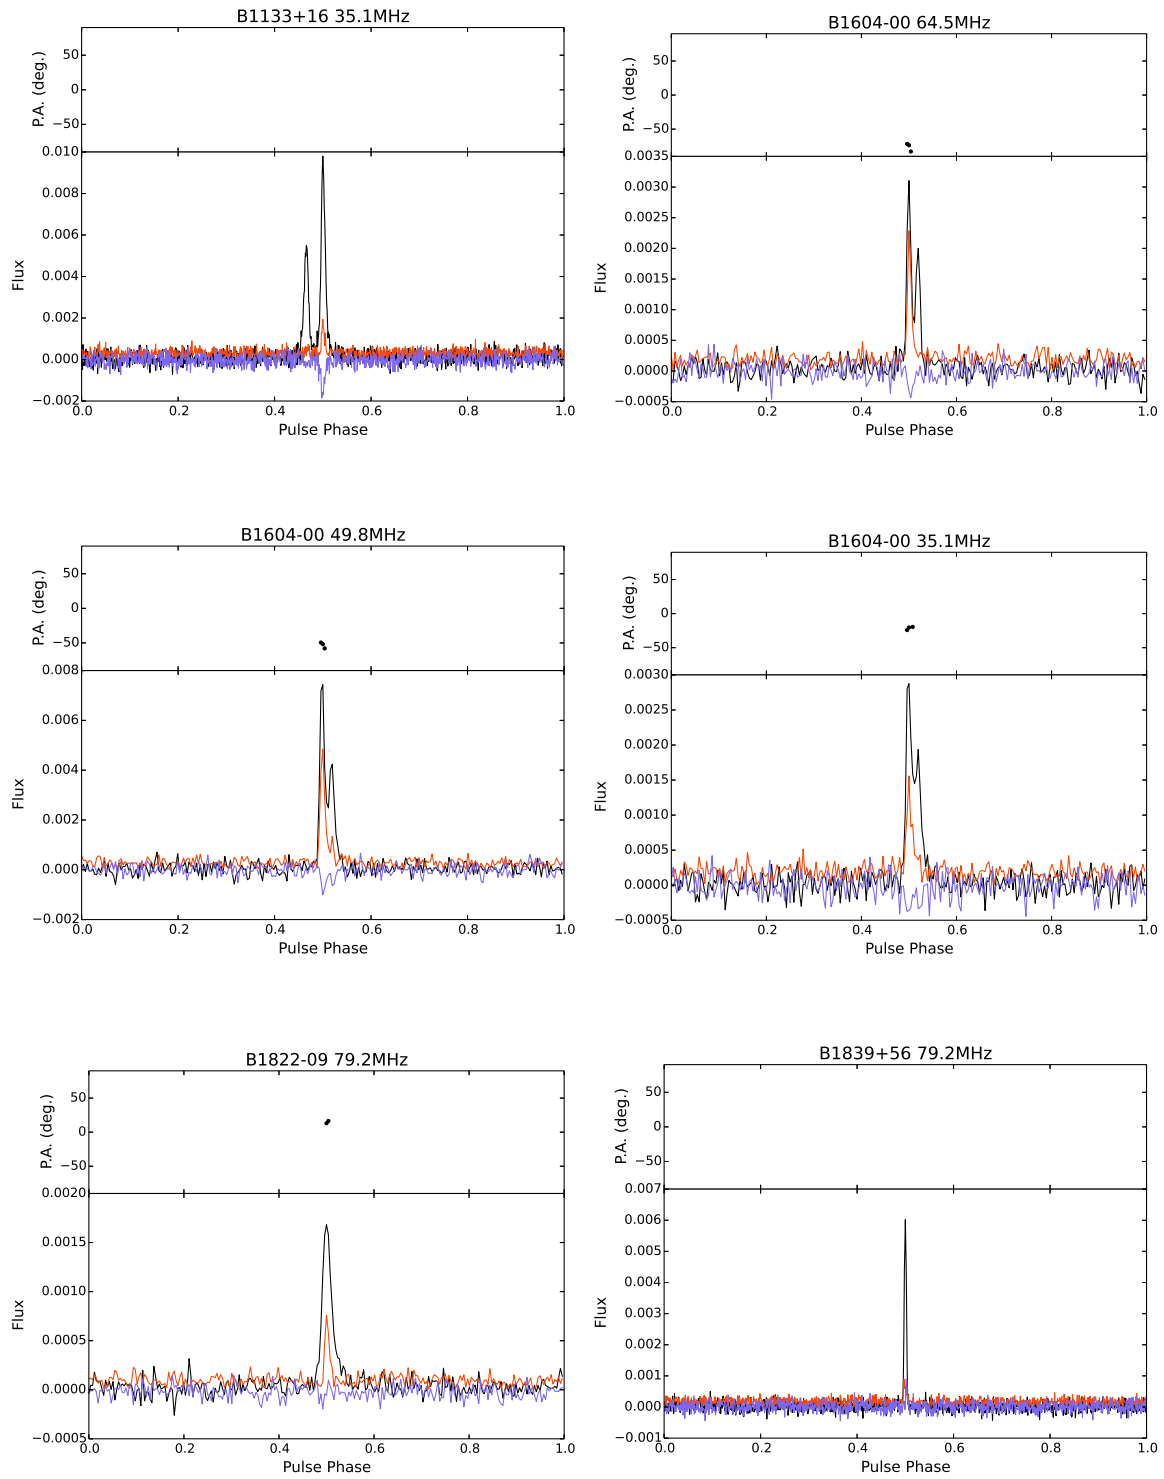 B1133+16 35.1MHz
P.A. (deg.)
50
0
−50
Flux
0.010
0.008
0.006
0.004
0.002
0.000
−0.002
0.0 0.2 0.4 0.6 0.8 1.0
Pulse Phase
B1604-00 64.5MHz
P.A. (deg.)
50
0
−50
Flux
0.0035
0.0030
0.0025
0.0020
0.0015
0.0010
0.0005
0.0000
−0.0005
0.0 0.2 0.4 0.6 0.8 1.0
Pulse Phase
B1604-00 49.8MHz
P.A. (deg.)
50
0
−50
Flux
0.008
0.006
0.004
0.002
0.000
−0.002
0.0 0.2 0.4 0.6 0.8 1.0
Pulse Phase
B1604-00 35.1MHz
P.A. (deg.)
50
0
−50
Flux
0.0030
0.0025
0.0020
0.0015
0.0010
0.0005
0.0000
−0.0005
0.0 0.2 0.4 0.6 0.8 1.0
Pulse Phase
B1822-09 79.2MHz
P.A. (deg.)
50
0
−50
Flux
0.0020
0.0015
0.0010
0.0005
0.0000
−0.0005
0.0 0.2 0.4 0.6 0.8 1.0
Pulse Phase
B1839+56 79.2MHz
P.A. (deg.)
50
0
−50
Flux
0.007
0.006
0.005
0.004
0.003
0.002
0.001
0.000
−0.001
0.0 0.2 0.4 0.6 0.8 1.0
Pulse Phase